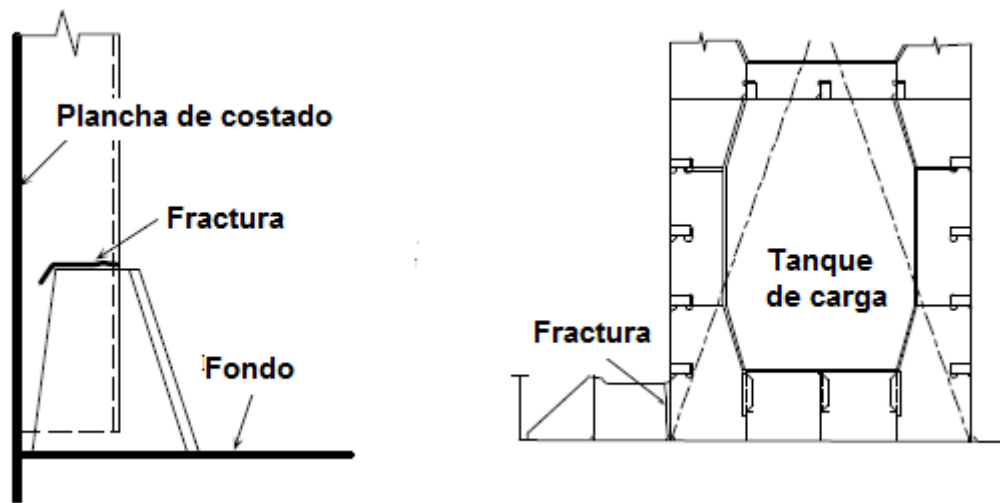 Plancha de costado
Fractura
Fondo
Tanque
de carga
Fractura